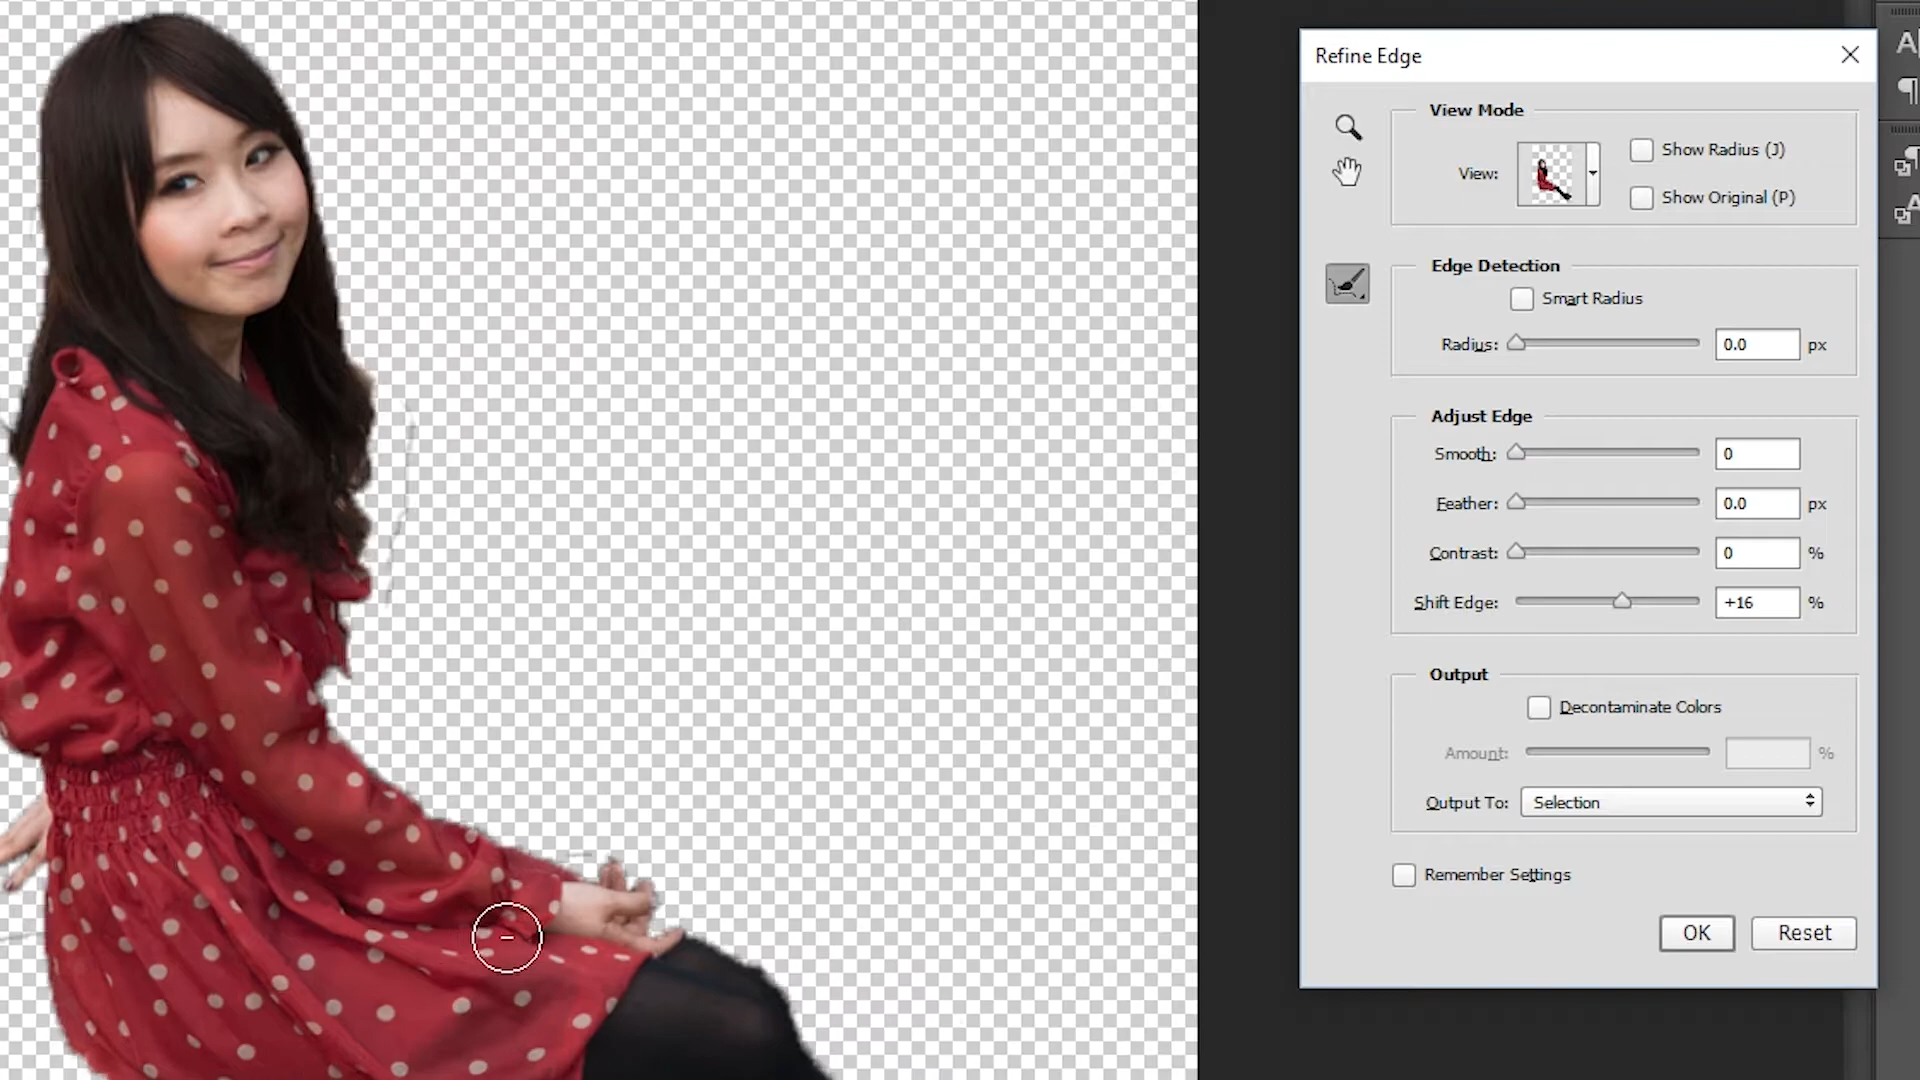 Refine Edge
View Mode
View:
Show Radius (J)
Show Original (P)
Edge Detection
Smart Radius
Radius: 0.0 px
Adjust Edge
Smooth: 0
Feather: 0.0 px
Contrast: 0 %
Shift Edge: +16 %
Output
Decontaminate Colors
Amount: %
Output To: Selection
Remember Settings
OK Reset